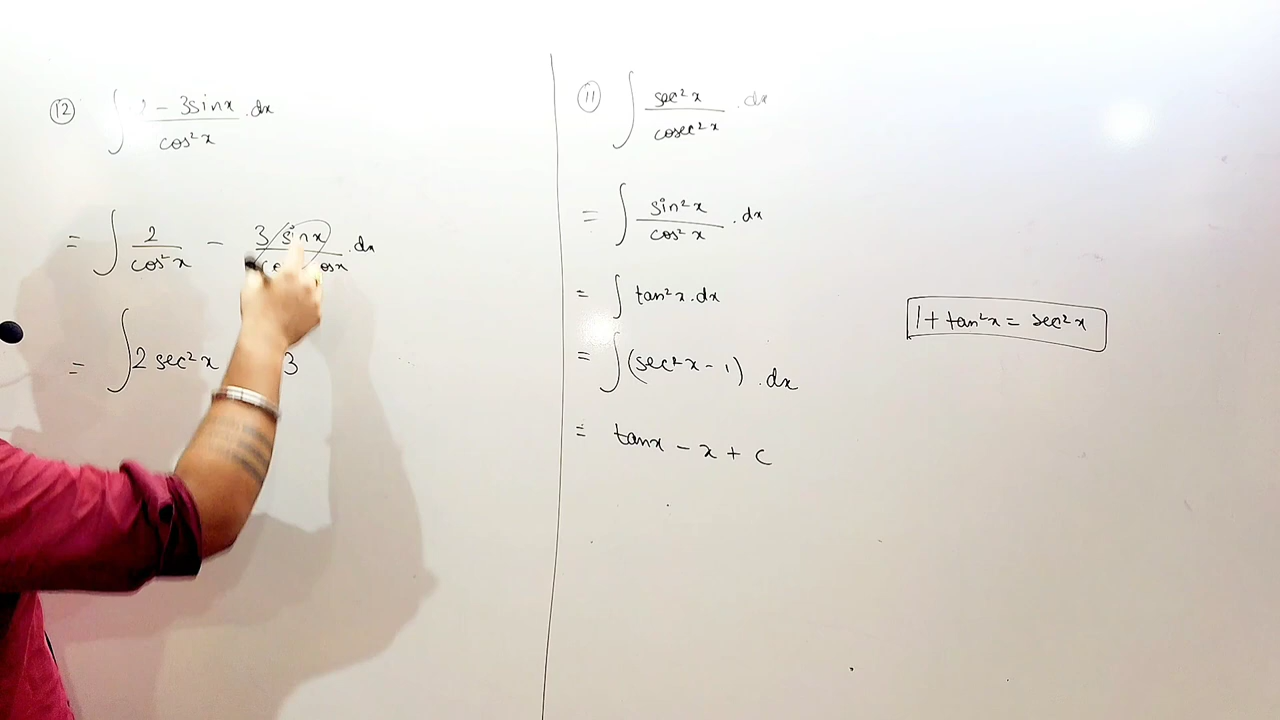 ⑫ ∫ 2 - 3sinx / cos²x . dx
= ∫ 2 / cos²x - 3 sinx / cosx . dx
= ∫ 2 sec²x 3
⑪ ∫ sec²x / cosec²x . dx
= ∫ sin²x / cos²x . dx
= ∫ tan²x . dx
= ∫ (sec²x - 1) . dx
= tanx - x + c
1 + tan²x = sec²x